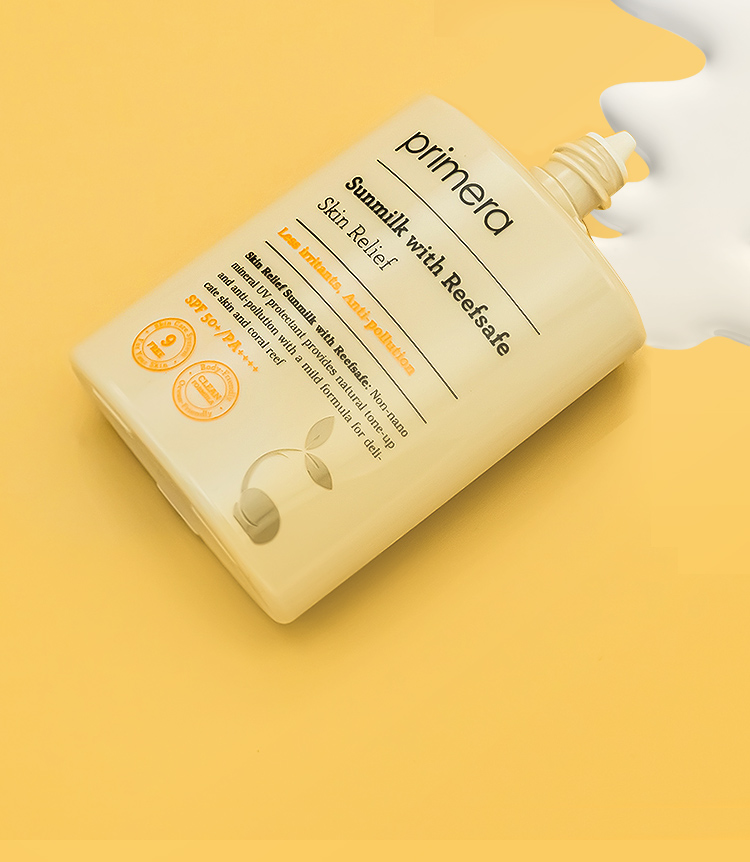 primera
Sunmilk with Reefsafe
Skin Relief
Less irritants, Anti-pollution
Skin Relief Sunmilk with Reefsafe: Non-nano
mineral UV protectant provides natural tone-up
and anti-pollution with a mild formula for deli-
cate skin and coral reef
SPF 50+/PA++++
9
FREE
CLEAN